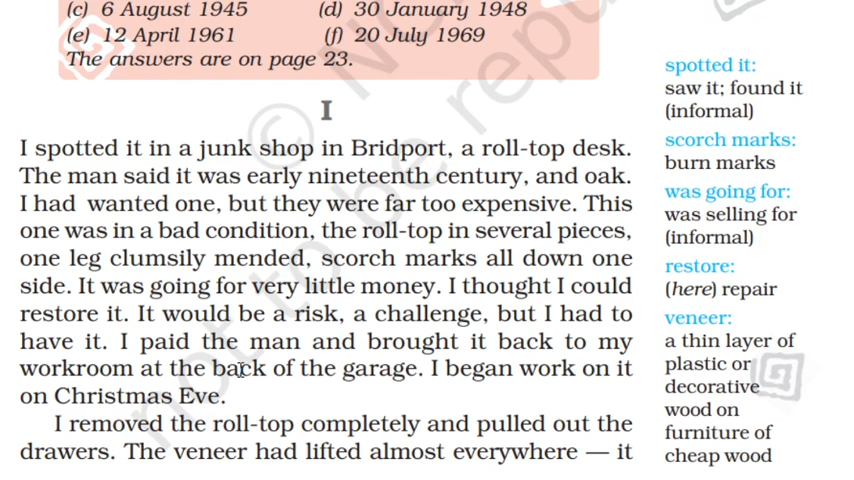 (c) 6 August 1945 (d) 30 January 1948
(e) 12 April 1961 (f) 20 July 1969
The answers are on page 23.
I
I spotted it in a junk shop in Bridport, a roll-top desk.
The man said it was early nineteenth century, and oak.
I had wanted one, but they were far too expensive. This
one was in a bad condition, the roll-top in several pieces,
one leg clumsily mended, scorch marks all down one
side. It was going for very little money. I thought I could
restore it. It would be a risk, a challenge, but I had to
have it. I paid the man and brought it back to my
workroom at the back of the garage. I began work on it
on Christmas Eve.
I removed the roll-top completely and pulled out the
drawers. The veneer had lifted almost everywhere — it
spotted it:
saw it; found it
(informal)
scorch marks:
burn marks
was going for:
was selling for
(informal)
restore:
(here) repair
veneer:
a thin layer of
plastic or
decorative
wood on
furniture of
cheap wood
© NC
not to be repu